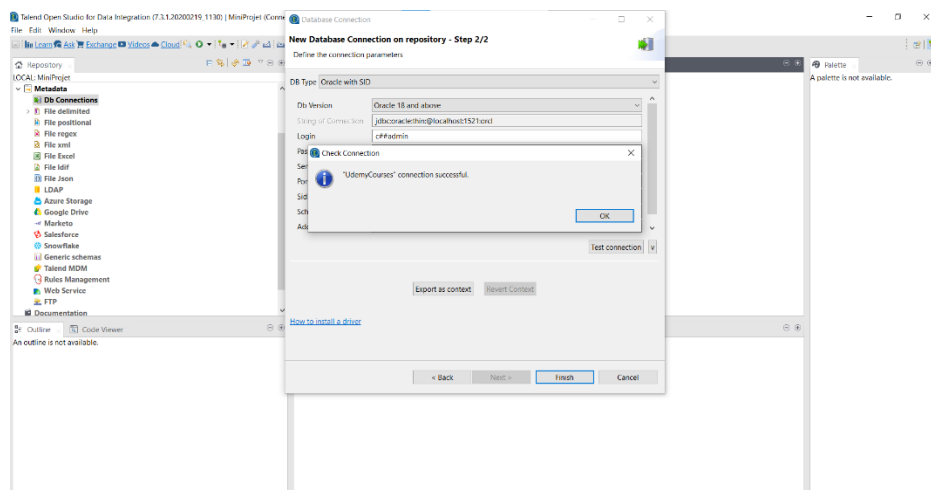 Talend Open Studio for Data Integration (7.3.1.20200219_1130) | MiniProjet (Conne
File Edit Window Help
Learn Ask Exchange Videos Cloud
Repository
LOCAL: MiniProjet
Metadata
Db Connections
File delimited
File positional
File regex
File xml
File Excel
File ldif
File Json
LDAP
Azure Storage
Google Drive
Marketo
Salesforce
Snowflake
Generic schemas
Talend MDM
Rules Management
Web Service
FTP
Documentation
Outline Code Viewer
An outline is not available.
Database Connection
New Database Connection on repository - Step 2/2
Define the connection parameters
DB Type Oracle with SID
Db Version Oracle 18 and above
String of Connection jdbc:oracle:thin:@localhost:1521:orcl
Login c##admin
Pas
Ser
Por
Sid
Sch
Ad
Check Connection
"UdemyCourses" connection successful.
OK
Test connection
Export as context Revert Context
How to install a driver
< Back Next > Finish Cancel
Palette
A palette is not available.